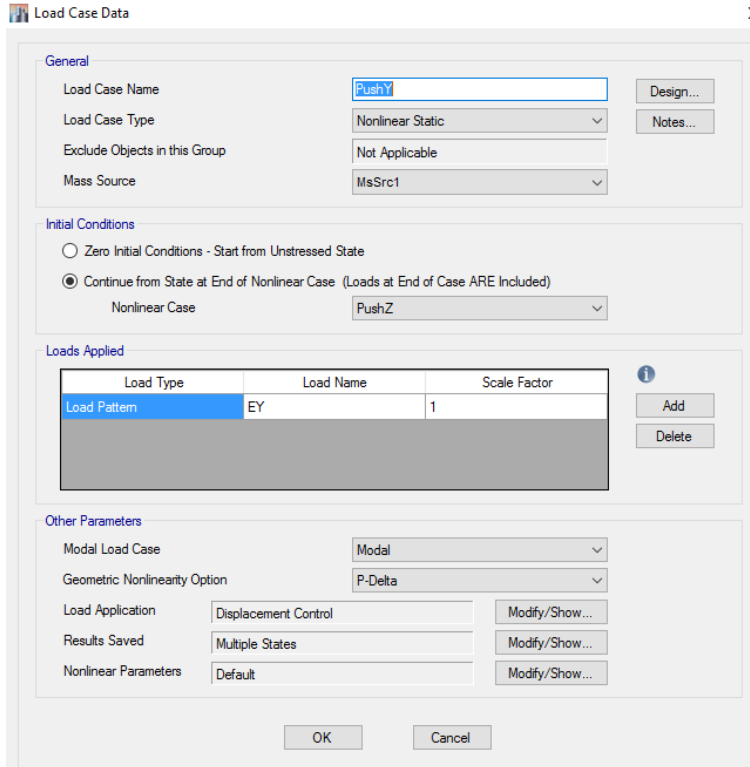 Load Case Data
General
Load Case Name PushY Design...
Load Case Type Nonlinear Static Notes...
Exclude Objects in this Group Not Applicable
Mass Source MsSrc1
Initial Conditions
Zero Initial Conditions - Start from Unstressed State
Continue from State at End of Nonlinear Case (Loads at End of Case ARE Included)
Nonlinear Case PushZ
Loads Applied
Load Type Load Name Scale Factor
Load Pattern EY 1
i
Add
Delete
Other Parameters
Modal Load Case Modal
Geometric Nonlinearity Option P-Delta
Load Application Displacement Control Modify/Show...
Results Saved Multiple States Modify/Show...
Nonlinear Parameters Default Modify/Show...
OK Cancel